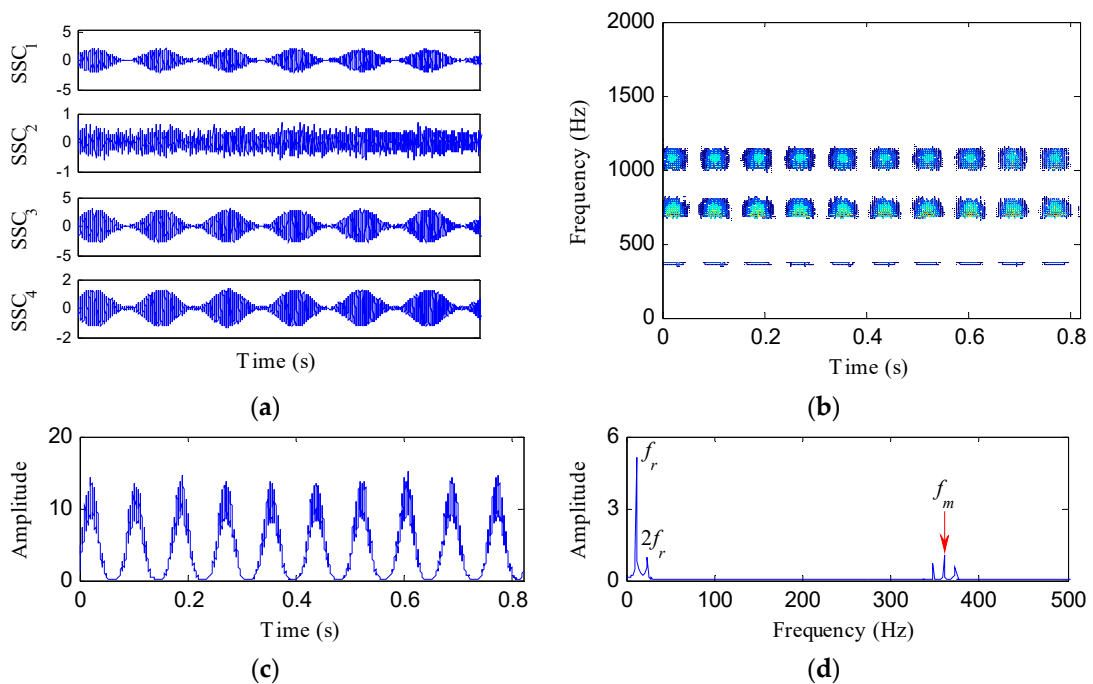 5
0
-5
SSC1
1
0
-1
SSC2
5
0
-5
SSC3
2
0
-2
SSC4
Time (s)
(a)
2000
1500
1000
500
0
Frequency (Hz)
0 0.2 0.4 0.6 0.8
Time (s)
(b)
20
10
0
Amplitude
0 0.2 0.4 0.6 0.8
Time (s)
(c)
6
3
0
Amplitude
fr
2fr
fm
0 100 200 300 400 500
Frequency (Hz)
(d)